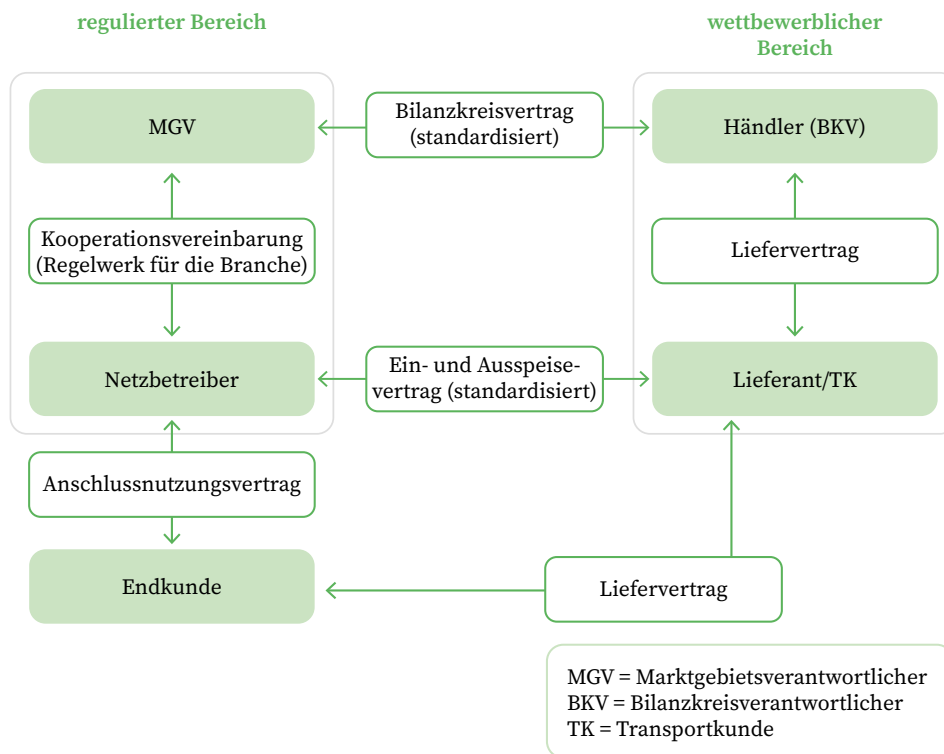 regulierter Bereich
wettbewerblicher
Bereich
MGV
Bilanzkreisvertrag
(standardisiert)
Händler (BKV)
Kooperationsvereinbarung
(Regelwerk für die Branche)
Liefervertrag
Netzbetreiber
Ein- und Ausspeise-
vertrag (standardisiert)
Lieferant/TK
Anschlussnutzungsvertrag
Endkunde
Liefervertrag
MGV = Marktgebietsverantwortlicher
BKV = Bilanzkreisverantwortlicher
TK = Transportkunde